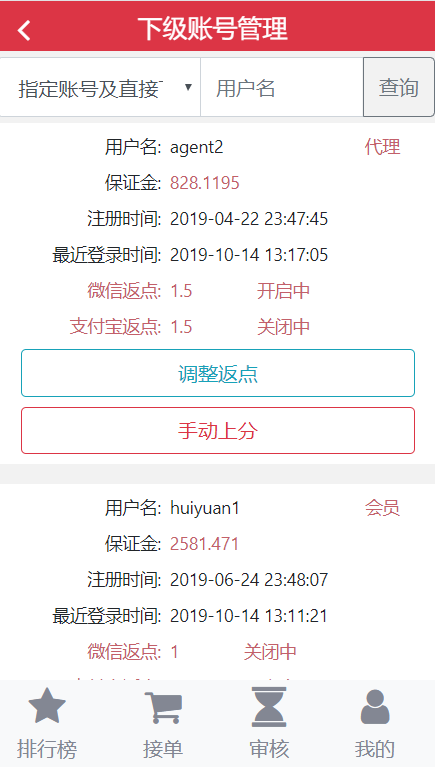 下级账号管理
指定账号及直接下 用户名 查询
用户名: agent2 代理
保证金: 828.1195
注册时间: 2019-04-22 23:47:45
最近登录时间: 2019-10-14 13:17:05
微信返点: 1.5 开启中
支付宝返点: 1.5 关闭中
调整返点
手动上分
用户名: huiyuan1 会员
保证金: 2581.471
注册时间: 2019-06-24 23:48:07
最近登录时间: 2019-10-14 13:11:21
微信返点: 1 关闭中
排行榜 接单 审核 我的